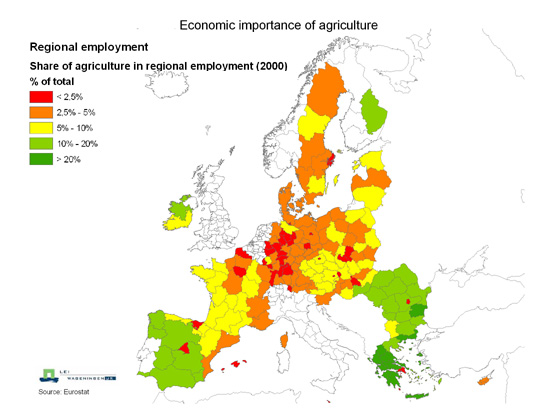 Economic importance of agriculture
Regional employment
Share of agriculture in regional employment (2000)
% of total
< 2.5%
2.5% - 5%
5% - 10%
10% - 20%
> 20%
LEI
WAGENINGEN UR
Source: Eurostat